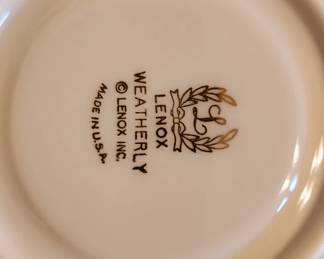 L
LENOX
WEATHERLY
© LENOX INC.
MADE IN U.S.A.